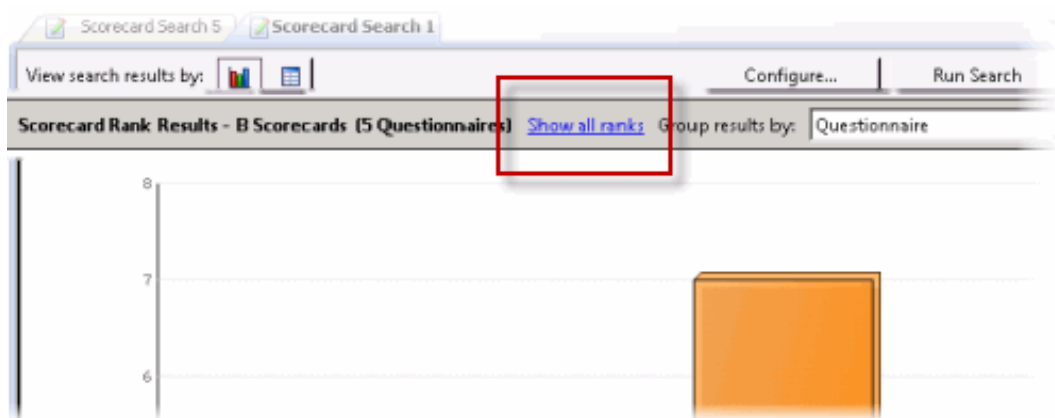 Scorecard Search 5 Scorecard Search 1
View search results by: Configure... Run Search
Scorecard Rank Results - B Scorecards (5 Questionnaires) Show all ranks Group results by: Questionnaire
8
7
6